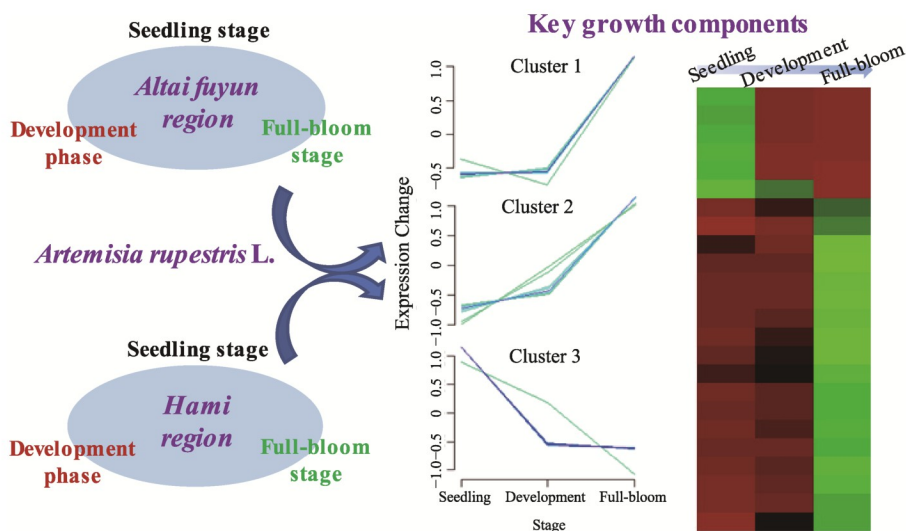 Seedling stage
Altai fuyun
region
Development
phase
Full-bloom
stage
Artemisia rupestris L.
Seedling stage
Hami
region
Development
phase
Full-bloom
stage
Key growth components
Expression Change
Cluster 1
1.0
0.5
0
−0.5
Cluster 2
1.0
0.5
0
−0.5
−1.0
Cluster 3
1.0
0.5
0
−0.5
−1.0
Seedling
Development
Full-bloom
Stage
Seedling
Development
Full-bloom